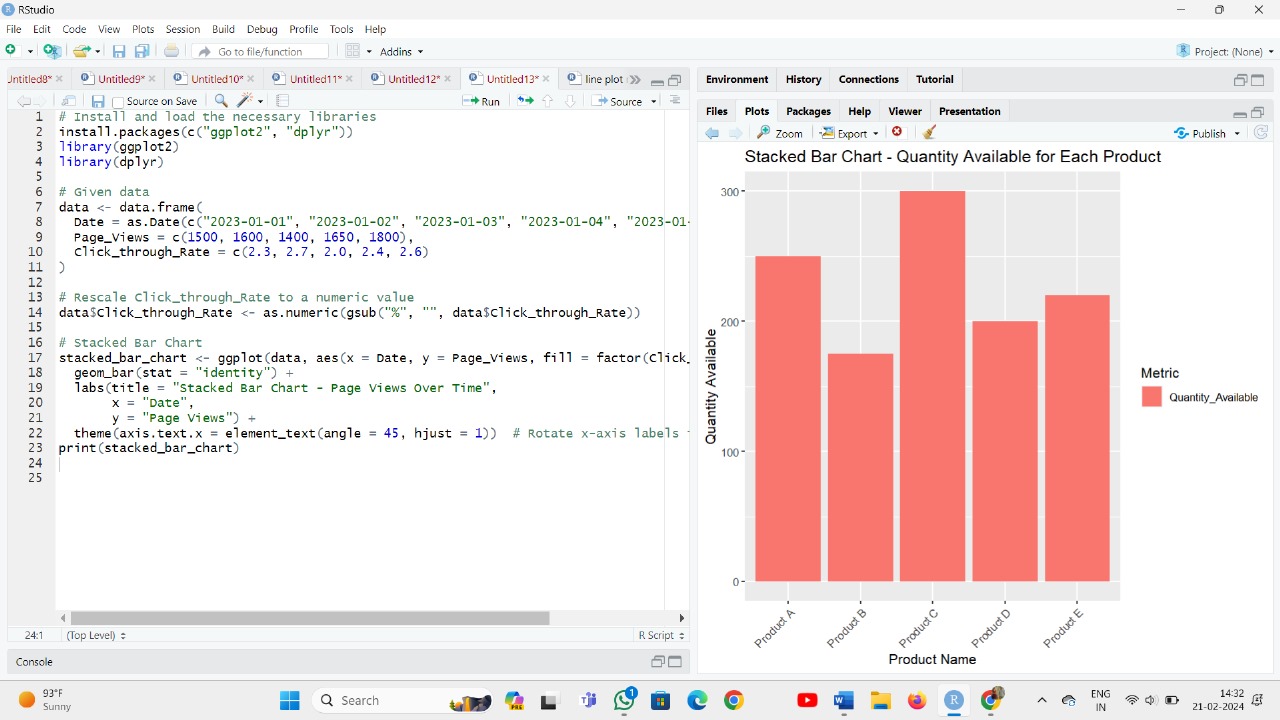 RStudio
File Edit Code View Plots Session Build Debug Profile Tools Help
Go to file/function Addins Project: (None)
Untitled8* Untitled9* Untitled10* Untitled11* Untitled12* Untitled13* line plot
Source on Save Run Source
1 # Install and load the necessary libraries
2 install.packages(c("ggplot2", "dplyr"))
3 library(ggplot2)
4 library(dplyr)
5
6 # Given data
7 data <- data.frame(
8 Date = as.Date(c("2023-01-01", "2023-01-02", "2023-01-03", "2023-01-04", "2023-01-
9 Page_Views = c(1500, 1600, 1400, 1650, 1800),
10 Click_through_Rate = c(2.3, 2.7, 2.0, 2.4, 2.6)
11 )
12
13 # Rescale Click_through_Rate to a numeric value
14 data$Click_through_Rate <- as.numeric(gsub("%", "", data$Click_through_Rate))
15
16 # Stacked Bar Chart
17 stacked_bar_chart <- ggplot(data, aes(x = Date, y = Page_Views, fill = factor(Click_
18 geom_bar(stat = "identity") +
19 labs(title = "Stacked Bar Chart - Page Views Over Time",
20 x = "Date",
21 y = "Page Views") +
22 theme(axis.text.x = element_text(angle = 45, hjust = 1)) # Rotate x-axis labels
23 print(stacked_bar_chart)
24
25
24:1 (Top Level) R Script
Console
Environment History Connections Tutorial
Files Plots Packages Help Viewer Presentation
Zoom Export Publish
Stacked Bar Chart - Quantity Available for Each Product
300
200
100
0
Quantity Available
Product A Product B Product C Product D Product E
Product Name
Metric
Quantity_Available
93°F
Sunny
Search
PRE
1
ENG
IN
14:32
21-02-2024